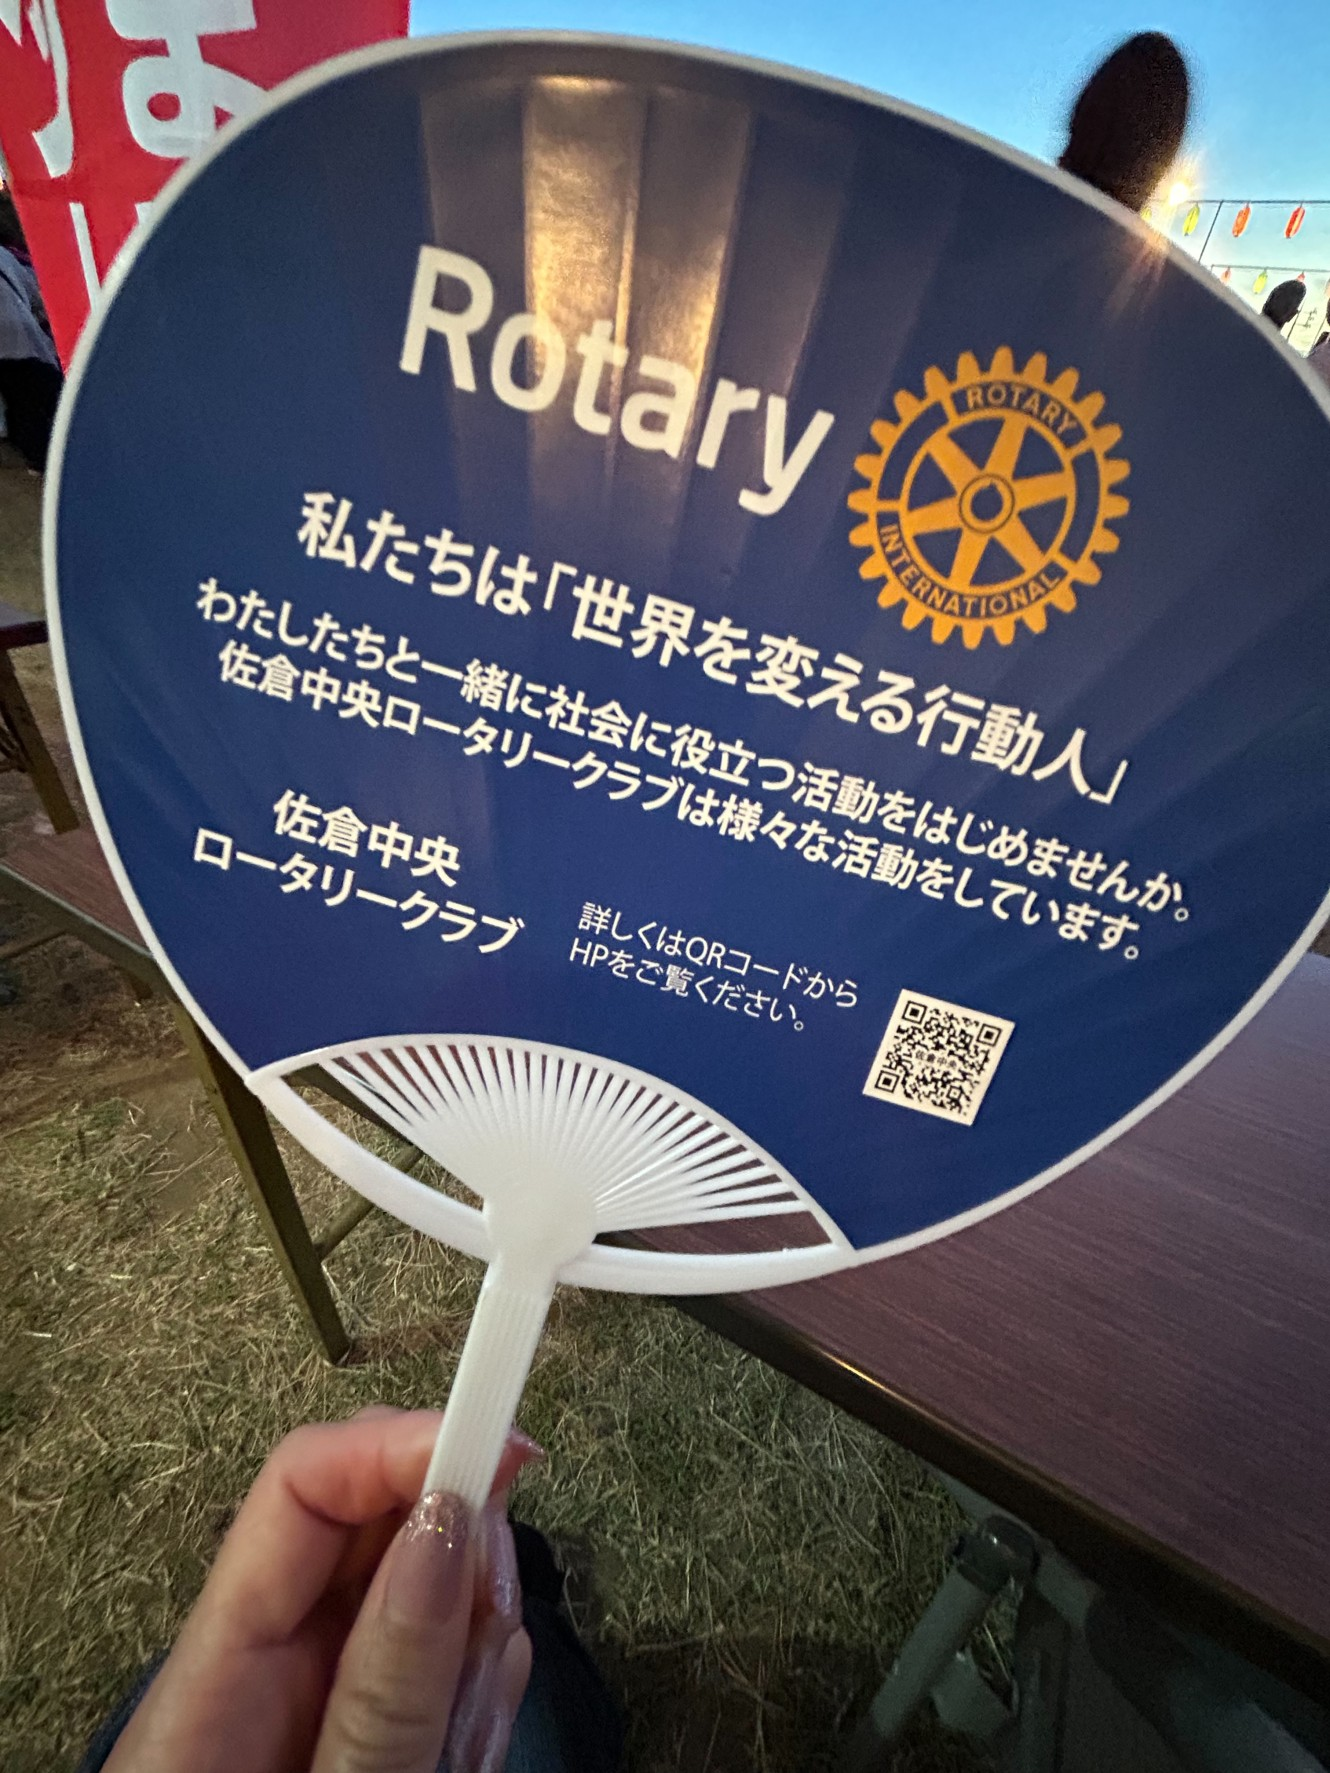 Rotary
ROTARY
INTERNATIONAL
私たちは「世界を変える行動人」
わたしたちと一緒に社会に役立つ活動をはじめませんか。
佐倉中央ロータリークラブは様々な活動をしています。
佐倉中央
ロータリークラブ
詳しくはQRコードから
HPをご覧ください。
佐倉中央